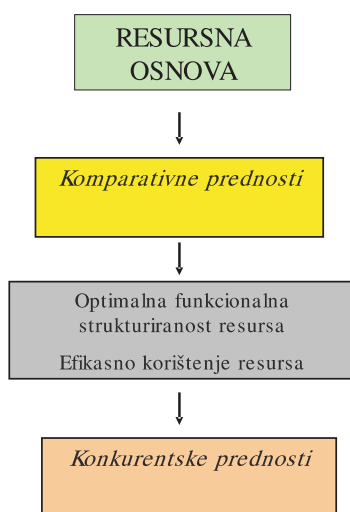 RESURSNA
OSNOVA
Komparativne prednosti
Optimalna funkcionalna
strukturiranost resursa
Efikasno korištenje resursa
Konkurentske prednosti